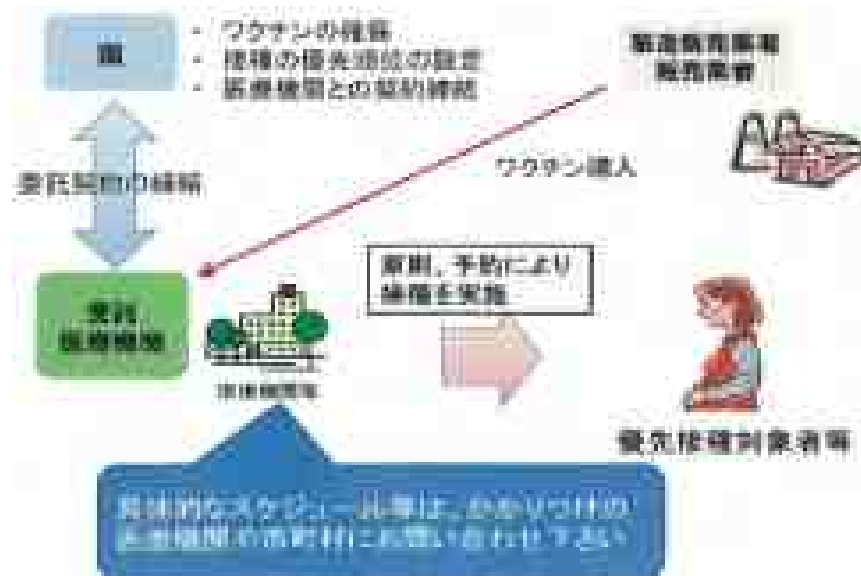 国
・ ワクチンの確保
・ 接種の優先順位の設定
・ 医療機関との契約締結
製造販売業者
販売業者
委託契約の締結
ワクチン購入
原則、予約により
接種を実施
受託
医療機関
医療機関等
優先接種対象者等
具体的なスケジュール等は、かかりつけの
医療機関や市町村にお問い合わせ下さい